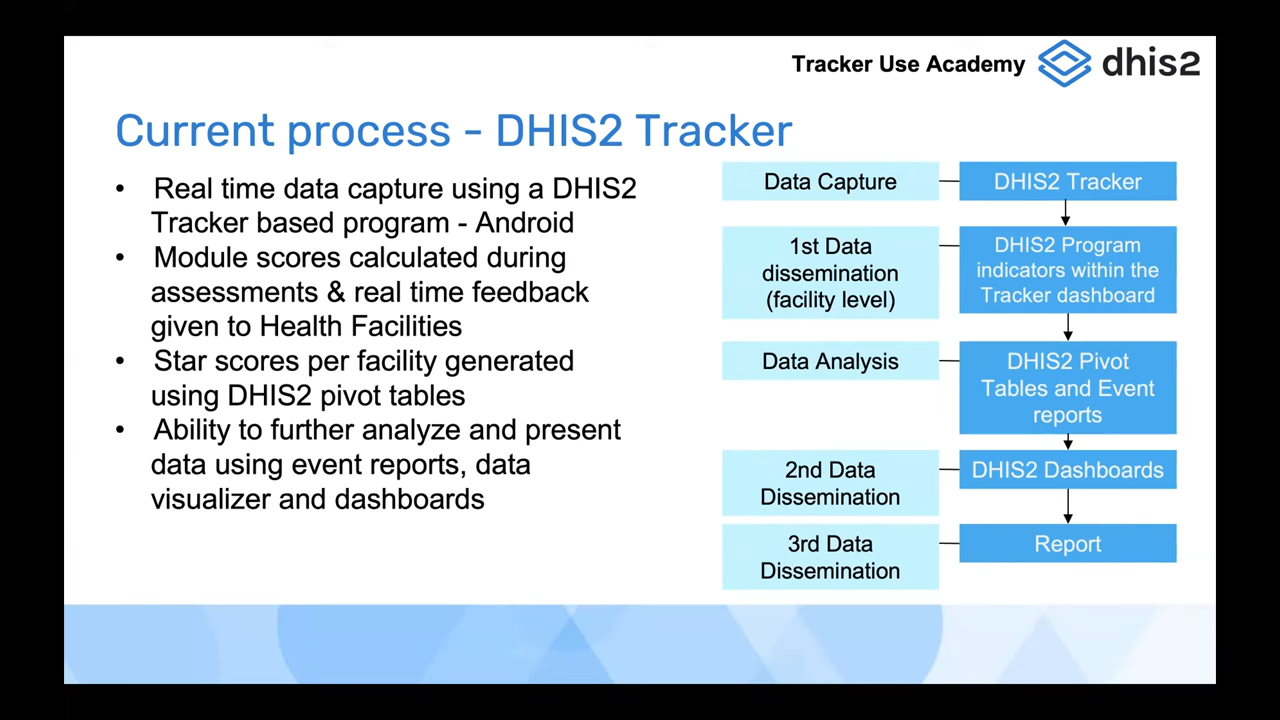 Tracker Use Academy dhis2
Current process - DHIS2 Tracker
• Real time data capture using a DHIS2
Tracker based program - Android
• Module scores calculated during
assessments & real time feedback
given to Health Facilities
• Star scores per facility generated
using DHIS2 pivot tables
• Ability to further analyze and present
data using event reports, data
visualizer and dashboards
Data Capture
DHIS2 Tracker
1st Data
dissemination
(facility level)
DHIS2 Program
indicators within the
Tracker dashboard
Data Analysis
DHIS2 Pivot
Tables and Event
reports
2nd Data
Dissemination
DHIS2 Dashboards
3rd Data
Dissemination
Report